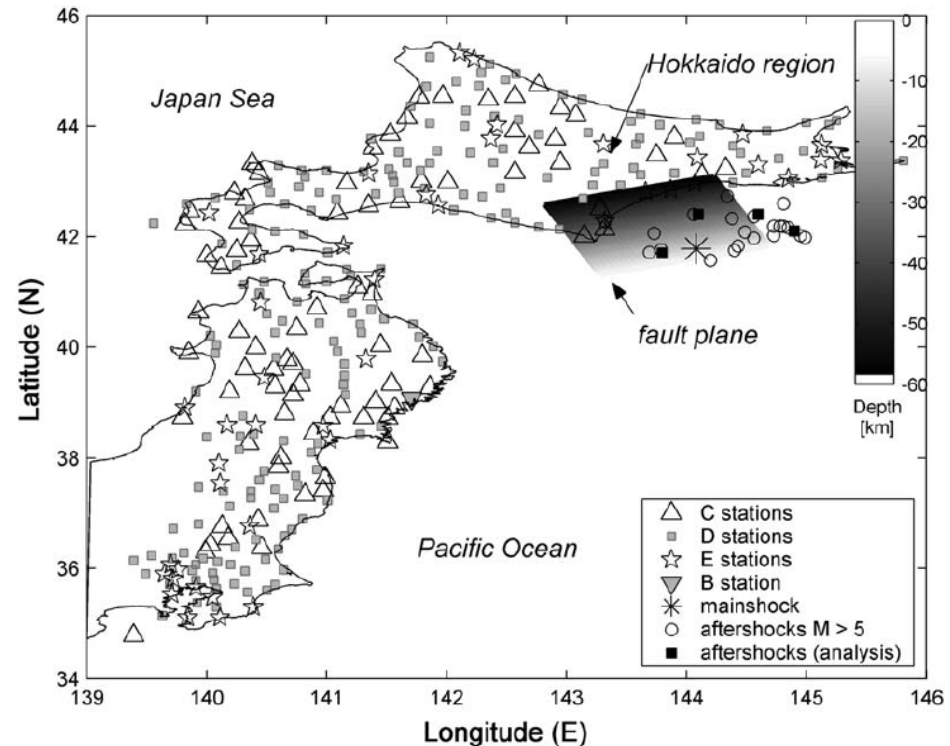 46
44
42
40
38
36
34
Latitude (N)
139
140
141
142
143
144
145
146
Longitude (E)
Japan Sea
Hokkaido region
fault plane
Pacific Ocean
0
-10
-20
-30
-40
-50
-60
Depth
[km]
C stations
D stations
E stations
B station
mainshock
aftershocks M > 5
aftershocks (analysis)